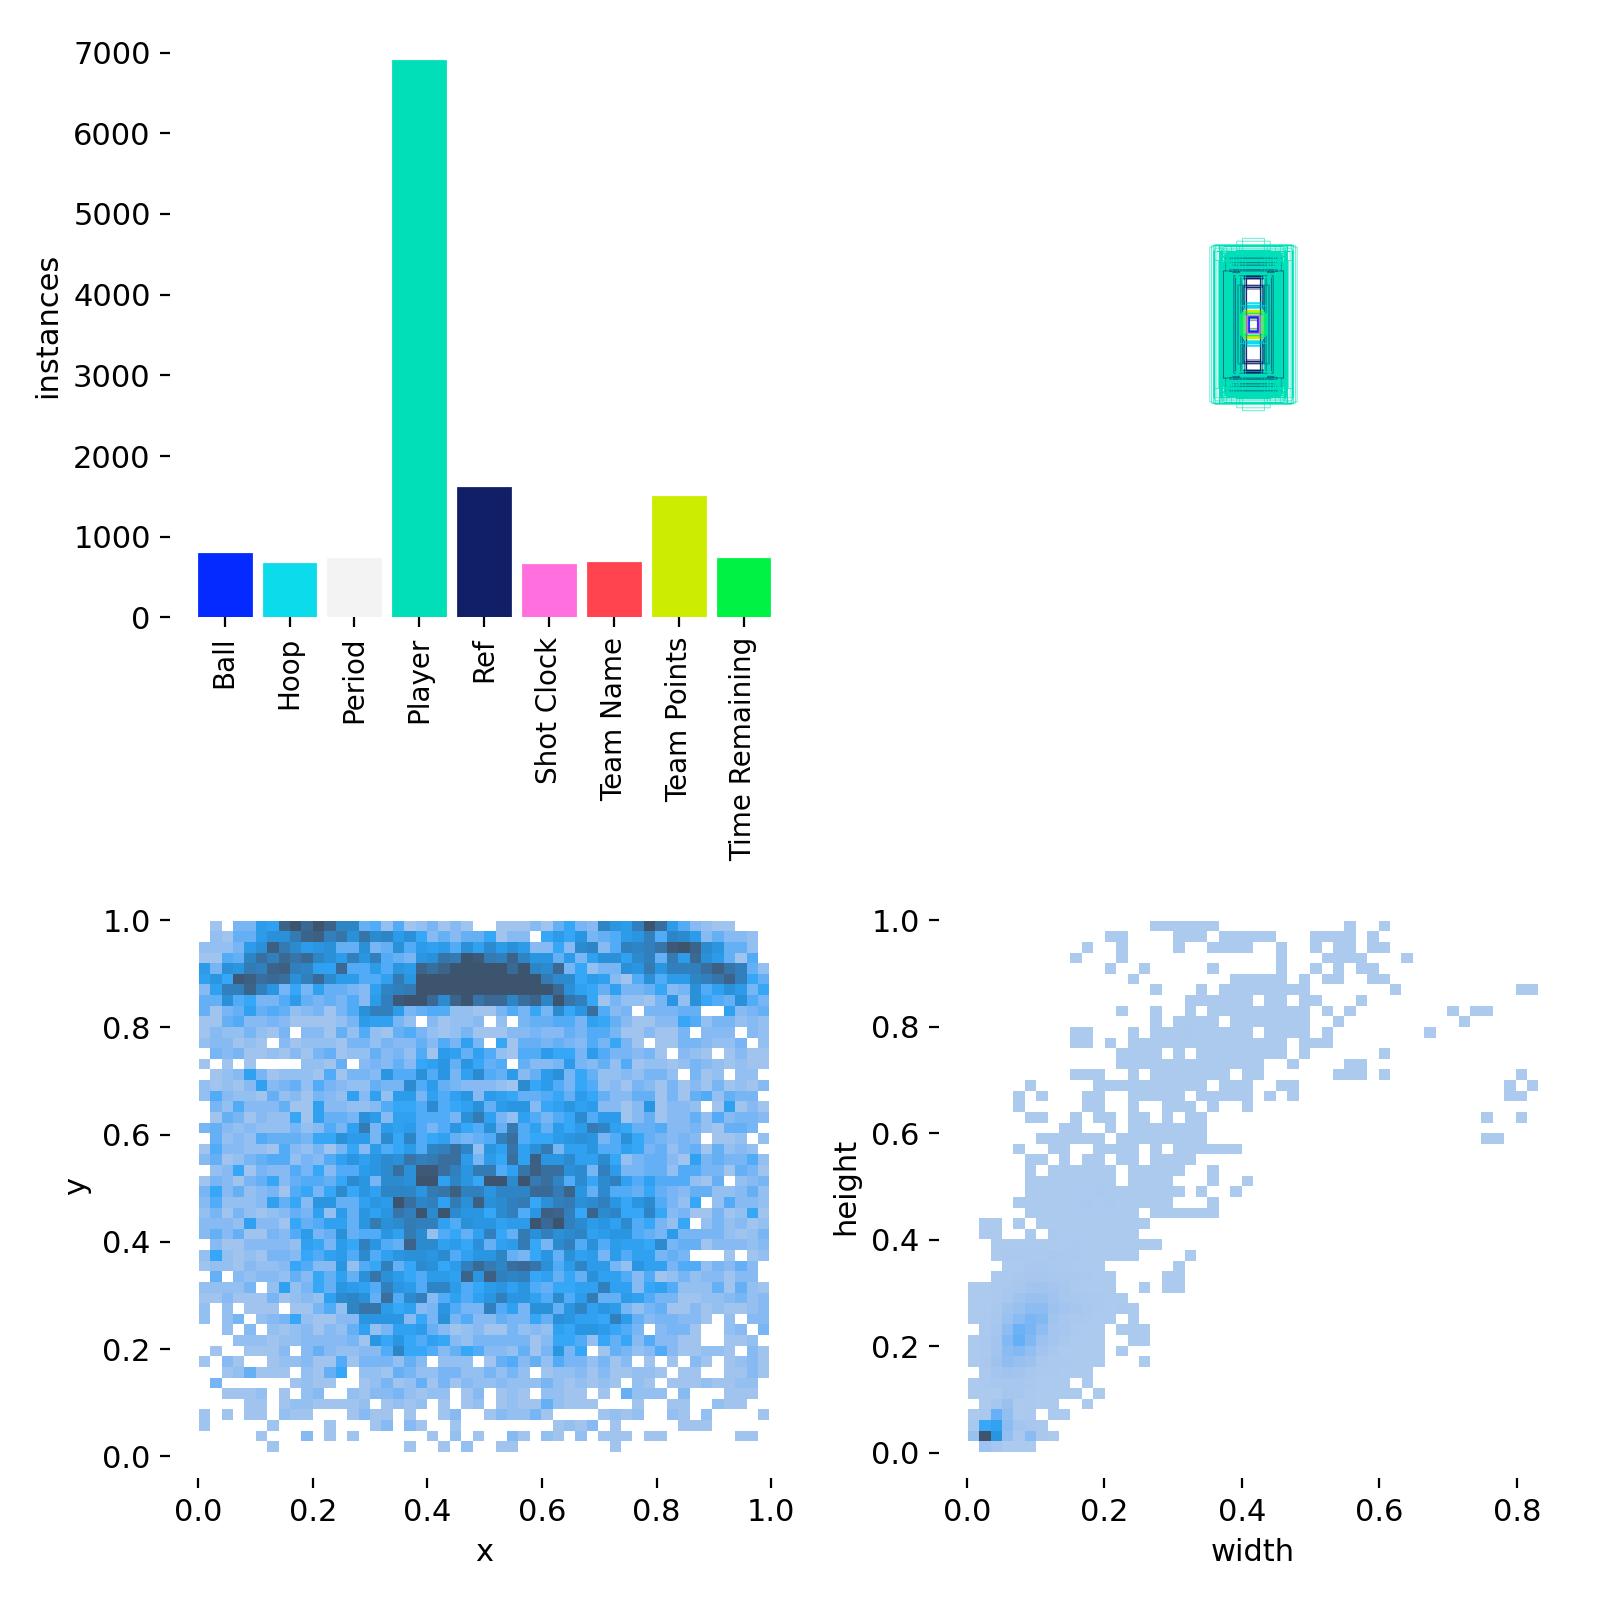 7000
6000
5000
4000
3000
2000
1000
0
instances
Ball
Hoop
Period
Player
Ref
Shot Clock
Team Name
Team Points
Time Remaining
1.0
0.8
0.6
0.4
0.2
0.0
y
0.0 0.2 0.4 0.6 0.8 1.0
x
1.0
0.8
0.6
0.4
0.2
0.0
height
0.0 0.2 0.4 0.6 0.8
width